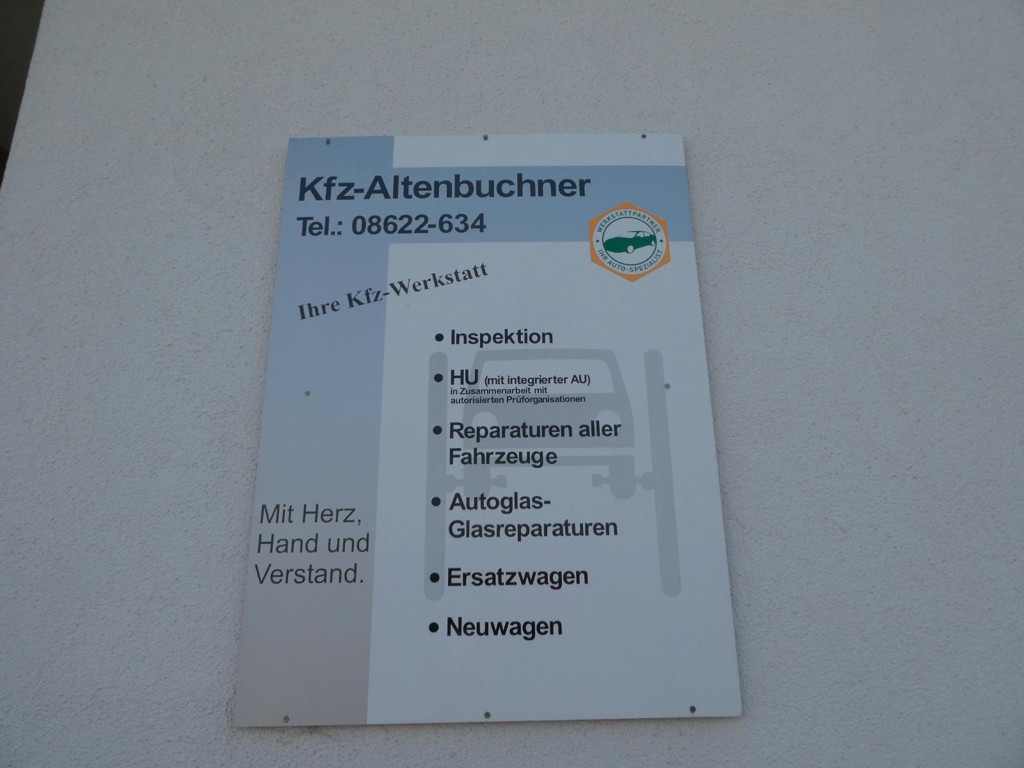 Kfz-Altenbuchner
Tel.: 08622-634
WERKSTATTPARTNER
IHR AUTO-SPEZIALIST
Ihre Kfz-Werkstatt
• Inspektion
• HU (mit integrierter AU)
in Zusammenarbeit mit
autorisierten Prüforganisationen
• Reparaturen aller
Fahrzeuge
• Autoglas-
Glasreparaturen
• Ersatzwagen
• Neuwagen
Mit Herz,
Hand und
Verstand.